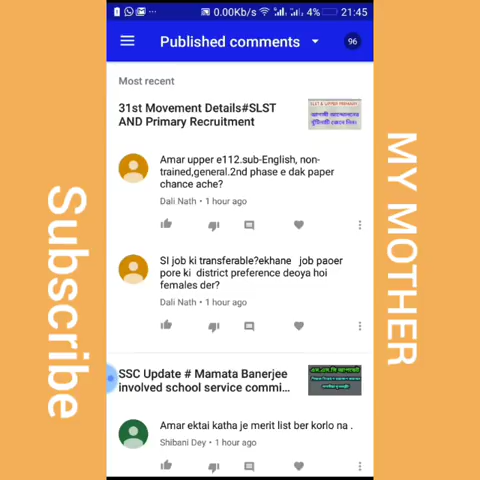 0.00Kb/s 4% 21:45
Published comments
96
Most recent
31st Movement Details#SLST
AND Primary Recruitment
SLST & UPPER PRIMARY
Amar upper e112.sub-English, non-
trained,general.2nd phase e dak paper
chance ache?
Dali Nath • 1 hour ago
SI job ki transferable?ekhane job paoer
pore ki district preference deoya hoi
females der?
Dali Nath • 1 hour ago
SSC Update # Mamata Banerjee
involved school service commi...
Amar ektai katha je merit list ber korlo na .
Shibani Dey • 1 hour ago
Subscribe
MY MOTHER